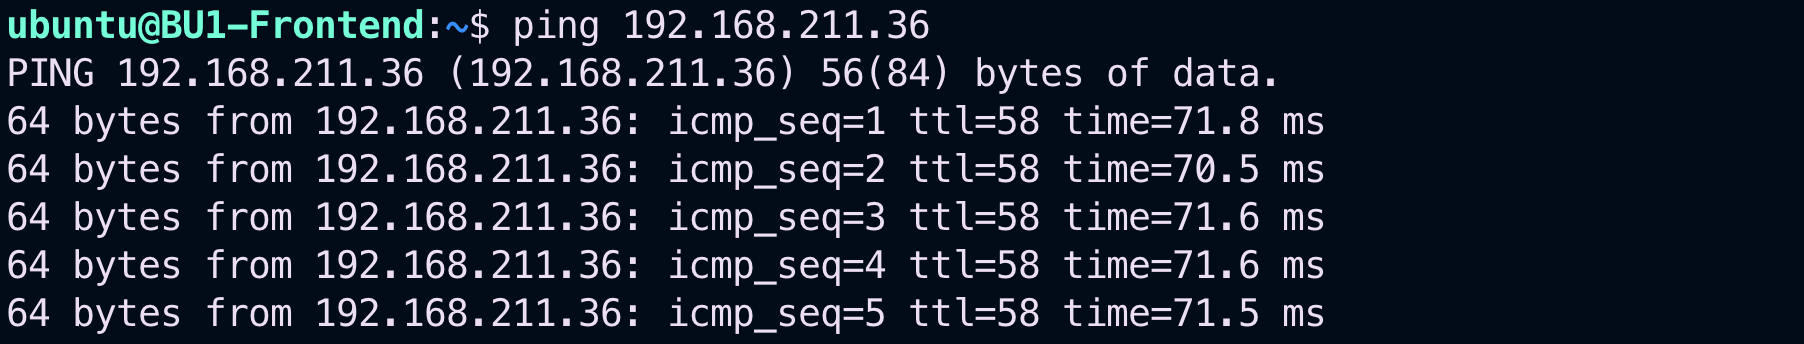 ubuntu@BU1-Frontend:~$ ping 192.168.211.36
PING 192.168.211.36 (192.168.211.36) 56(84) bytes of data.
64 bytes from 192.168.211.36: icmp_seq=1 ttl=58 time=71.8 ms
64 bytes from 192.168.211.36: icmp_seq=2 ttl=58 time=70.5 ms
64 bytes from 192.168.211.36: icmp_seq=3 ttl=58 time=71.6 ms
64 bytes from 192.168.211.36: icmp_seq=4 ttl=58 time=71.6 ms
64 bytes from 192.168.211.36: icmp_seq=5 ttl=58 time=71.5 ms